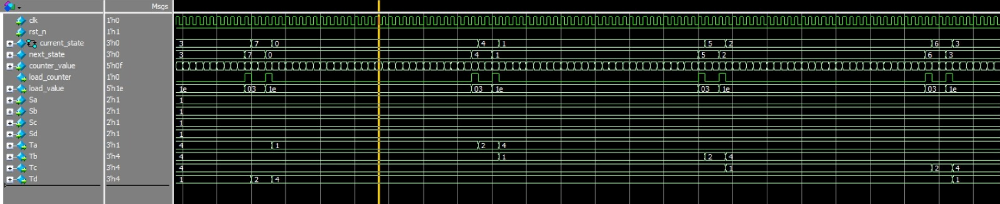 Msgs
clk 1'h0
rst_n 1'h1
current_state 3'h0 3 7 0 4 1 5 2 6 3
next_state 3'h0 3 7 0 4 1 5 2 6 3
counter_value 5'h0f
load_counter 1'h0
load_value 5'h1e 1e 03 1e 03 1e 03 1e 03 1e
Sa 2'h1 1
Sb 2'h1 1
Sc 2'h1 1
Sd 2'h1 1
Ta 3'h1 4 1 2 4
Tb 3'h4 4 1 2 4
Tc 3'h4 4 1 2 4
Td 3'h4 1 2 4 1